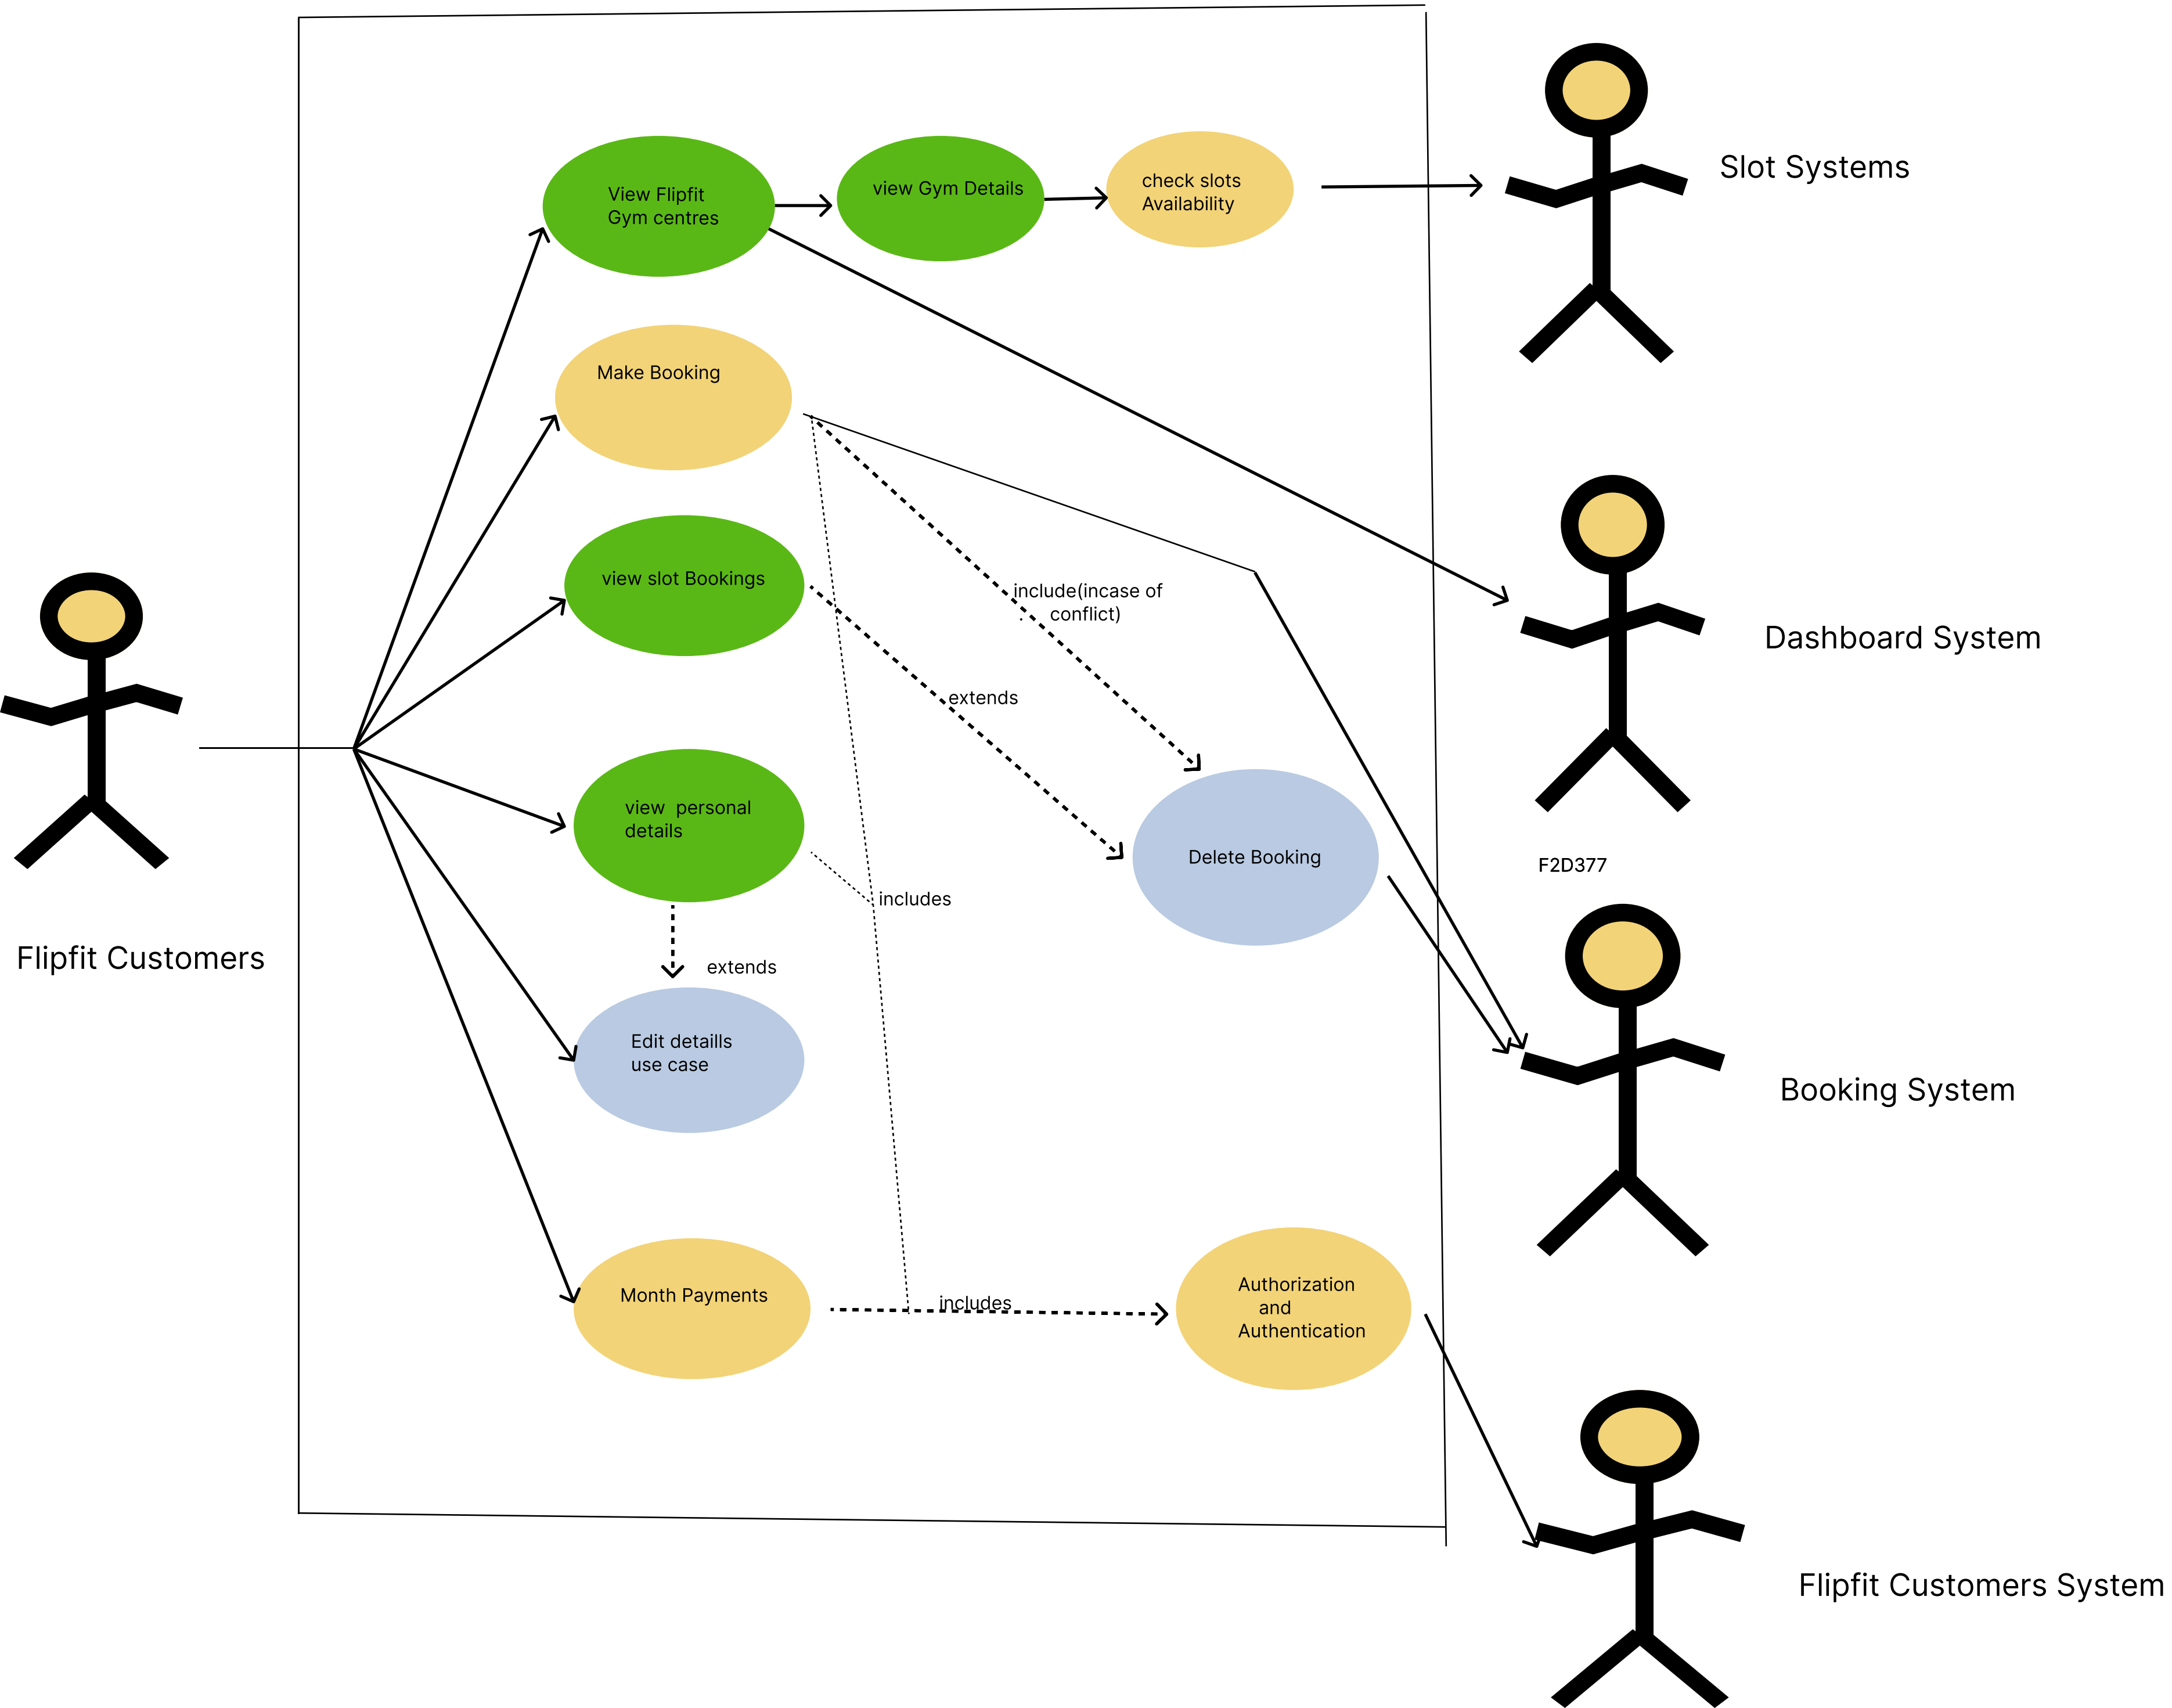 Slot Systems
View Flipfit
Gym centres
view Gym Details
check slots
Availability
Make Booking
view slot Bookings
include(incase of
. conflict)
Dashboard System
extends
view  personal
details
Delete Booking
F2D377
includes
Flipfit Customers
extends
Edit detaills
use case
Booking System
Month Payments
includes
Authorization
and
Authentication
Flipfit Customers System